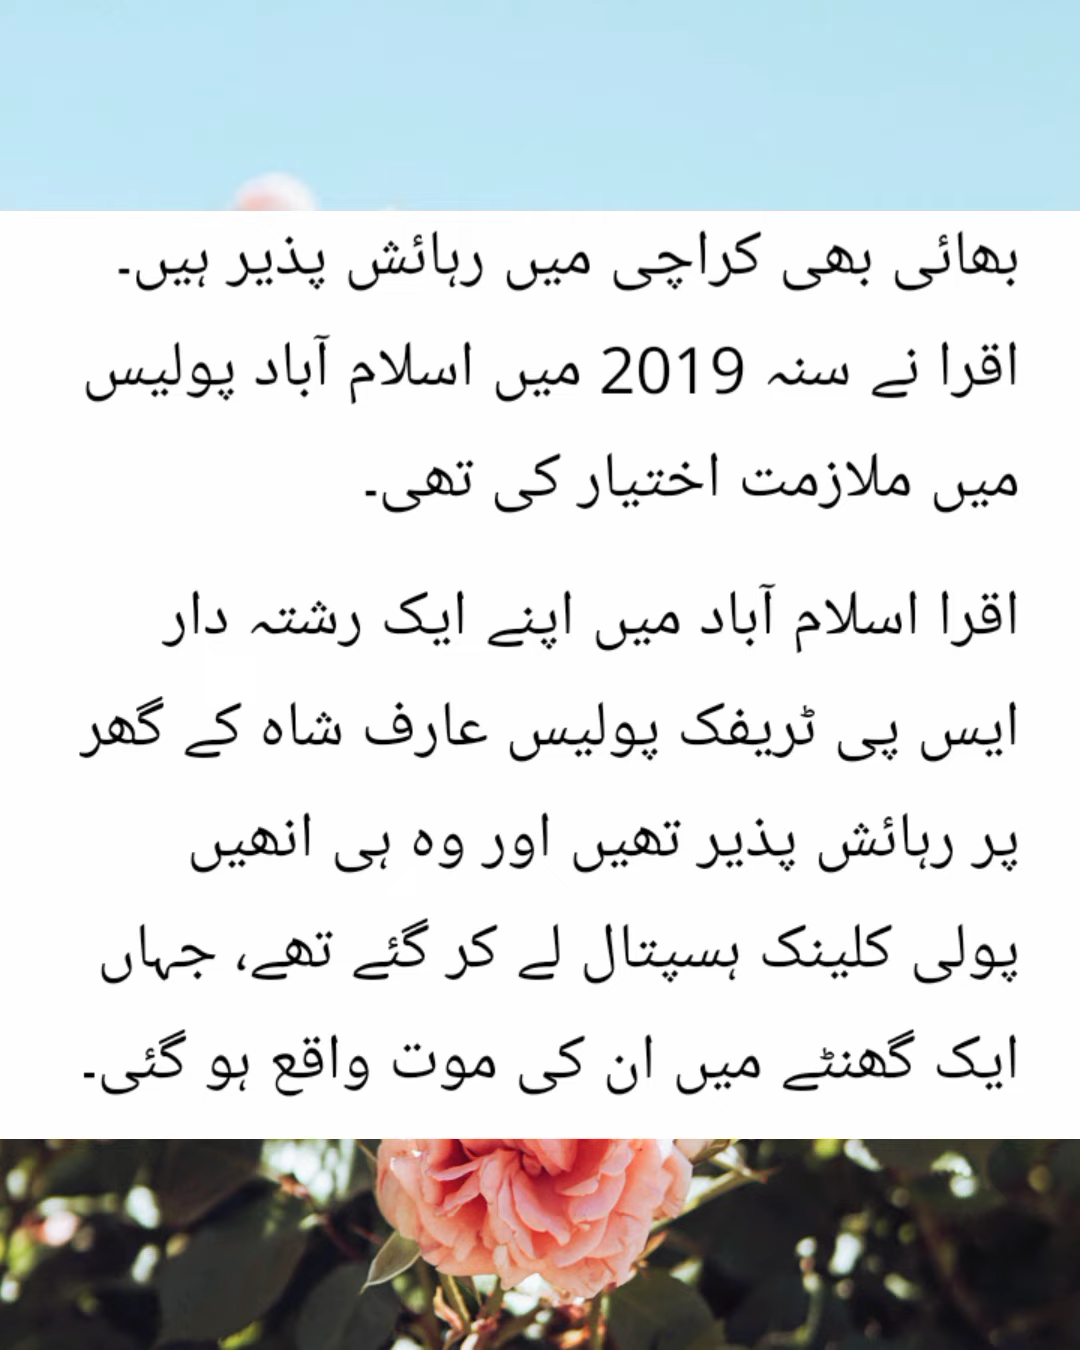 بھائی بھی کراچی میں رہائش پذیر ہیں۔
اقرا نے سنہ 2019 میں اسلام آباد پولیس
میں ملازمت اختیار کی تھی۔
اقرا اسلام آباد میں اپنے ایک رشتہ دار
ایس پی ٹریفک پولیس عارف شاہ کے گھر
پر رہائش پذیر تھیں اور وہ ہی انھیں
پولی کلینک ہسپتال لے کر گئے تھے، جہاں
ایک گھنٹے میں ان کی موت واقع ہو گئی۔